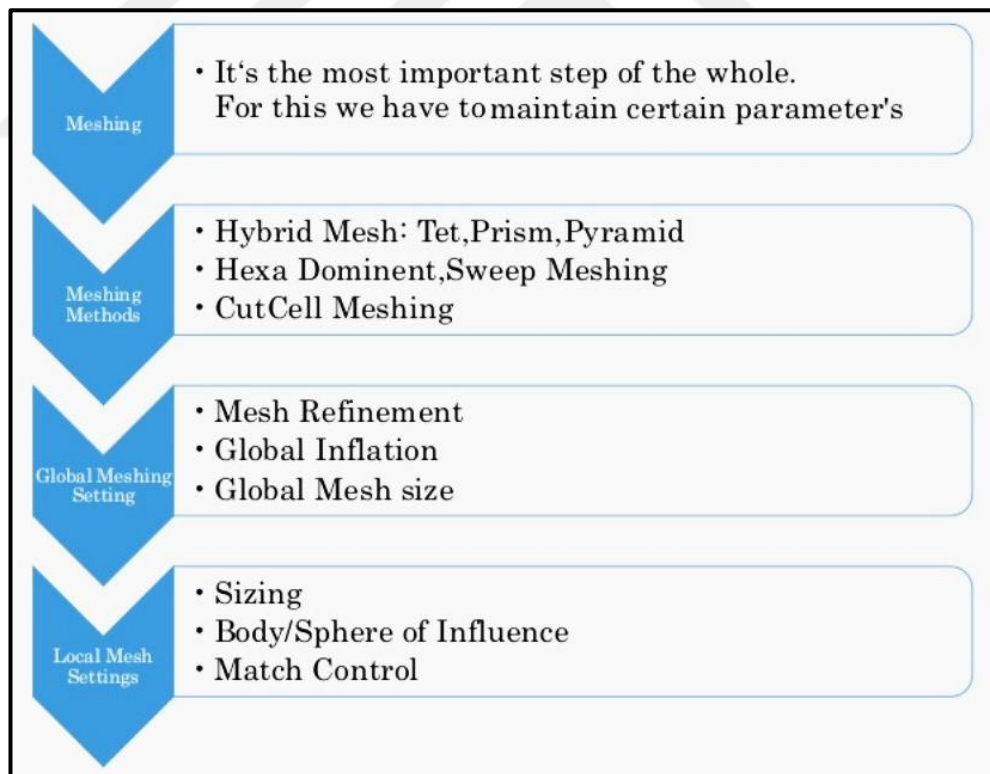 Meshing
• It‘s the most important step of the whole.
For this we have to maintain certain parameter's
Meshing
Methods
• Hybrid Mesh: Tet,Prism,Pyramid
• Hexa Dominent,Sweep Meshing
• CutCell Meshing
Global Meshing
Setting
• Mesh Refinement
• Global Inflation
• Global Mesh size
Local Mesh
Settings
• Sizing
• Body/Sphere of Influence
• Match Control